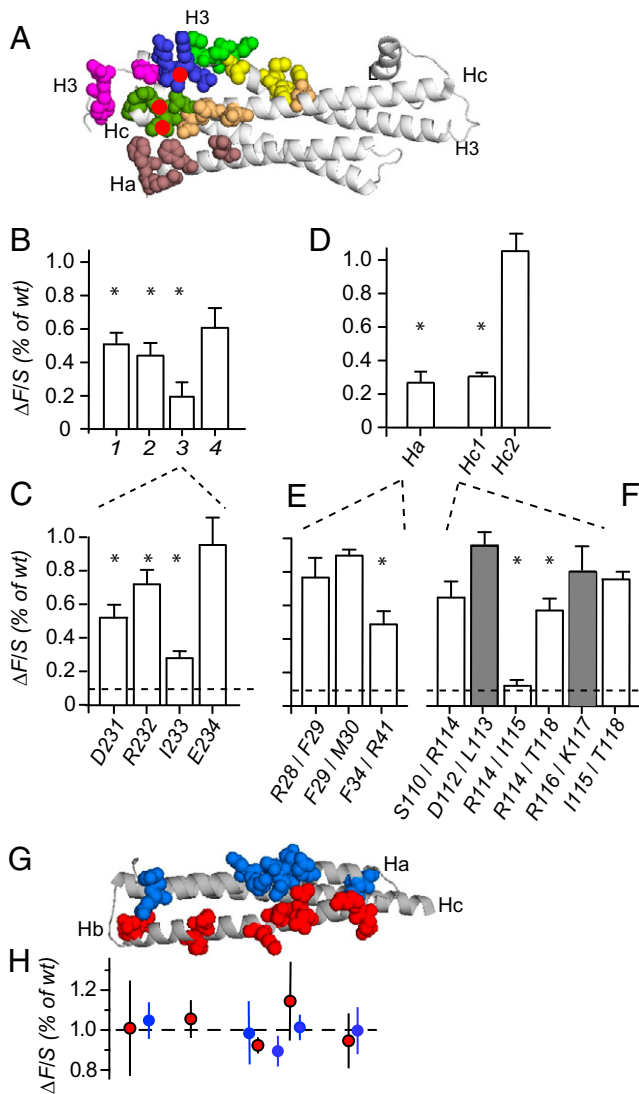 A
H3
H3
Hc
Hc
H3
Ha
B
ΔF/S (% of wt)
1.0
0.8
0.6
0.4
0.2
0
* * *
1 2 3 4
D
1.0
0.8
0.6
0.4
0.2
0
* *
Ha Hc1 Hc2
C
ΔF/S (% of wt)
1.0
0.8
0.6
0.4
0.2
0
* * *
D231 R232 I233 E234
E
*
R28 / F29 F29 / M30 F34 / R41
F
* *
S110 / R114 D112 / L113 R114 / I115 R114 / T118 R116 / K117 I115 / T118
G
Ha
Hc
Hb
H
ΔF/S (% of wt)
1.2
1.0
0.8